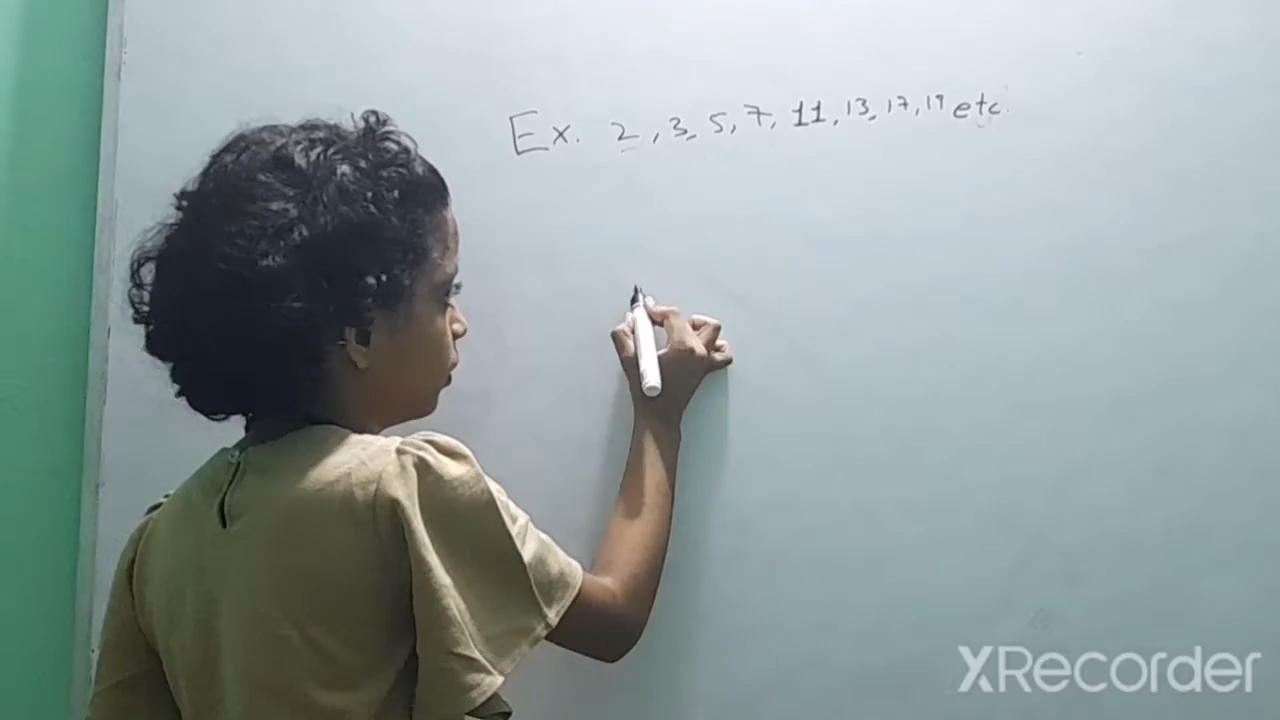 Ex. 2, 3, 5, 7, 11, 13, 17, 19 etc.
XRecorder